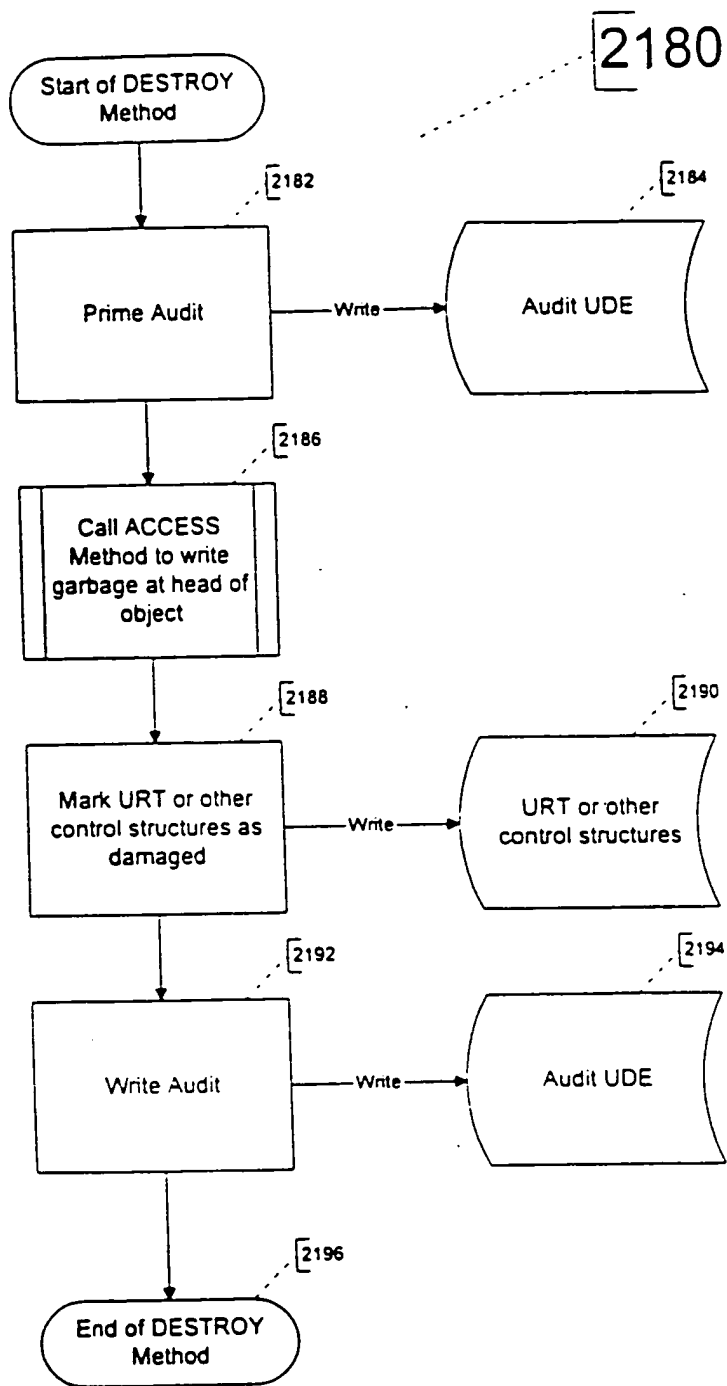 2180
Start of DESTROY
Method
2182
2184
Prime Audit
Write
Audit UDE
2186
Call ACCESS
Method to write
garbage at head of
object
2188
2190
Mark URT or other
control structures as
damaged
Write
URT or other
control structures
2192
2194
Write Audit
Write
Audit UDE
2196
End of DESTROY
Method